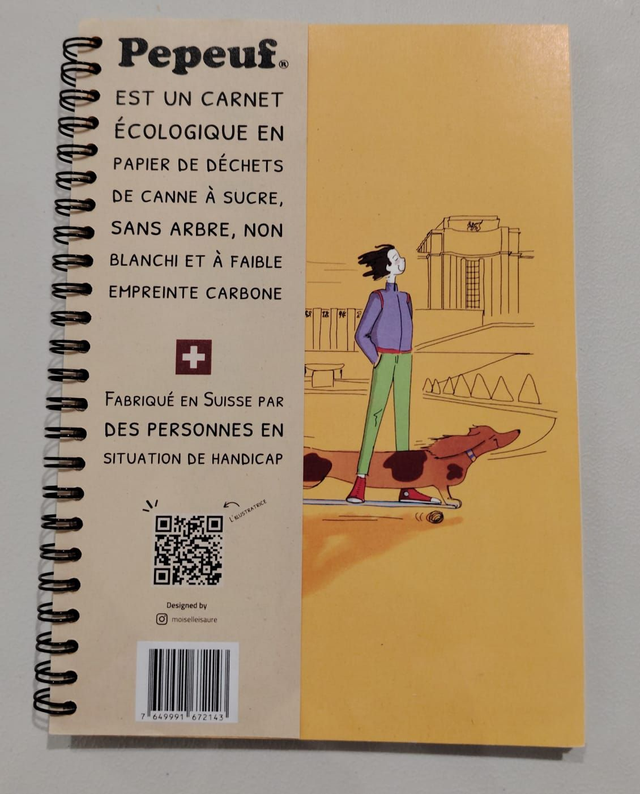 Pepeuf®
EST UN CARNET
ÉCOLOGIQUE EN
PAPIER DE DÉCHETS
DE CANNE À SUCRE,
SANS ARBRE, NON
BLANCHI ET À FAIBLE
EMPREINTE CARBONE
FABRIQUÉ EN SUISSE PAR
DES PERSONNES EN
SITUATION DE HANDICAP
L'ILLUSTRATRICE
Designed by
moiselleisaure
7 649991 672143